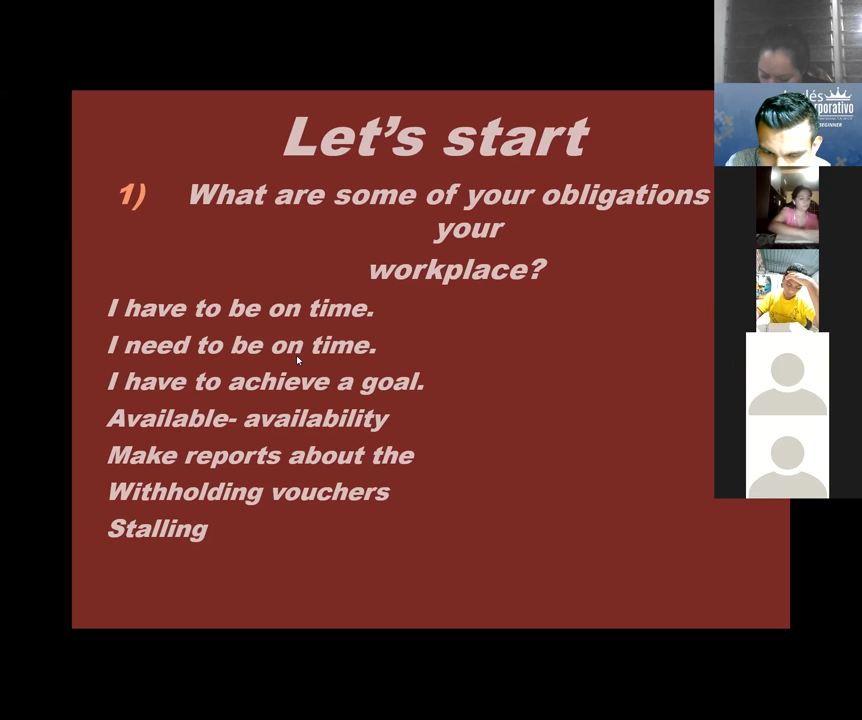 Let's start
1) What are some of your obligations
your
workplace?
I have to be on time.
I need to be on time.
I have to achieve a goal.
Available- availability
Make reports about the
Withholding vouchers
Stalling
BEGINNER